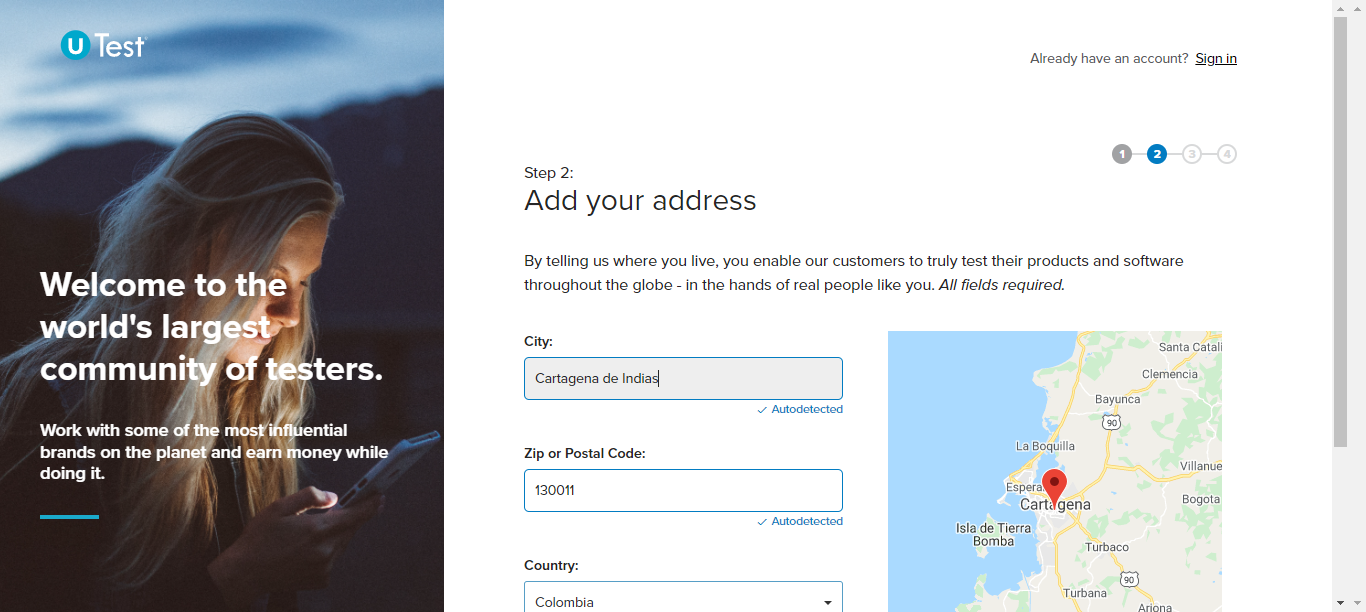 U Test
Already have an account? Sign in
1 2 3 4
Step 2:
Add your address
Welcome to the
world's largest
community of testers.
Work with some of the most influential
brands on the planet and earn money while
doing it.
By telling us where you live, you enable our customers to truly test their products and software
throughout the globe - in the hands of real people like you. All fields required.
City:
Cartagena de Indias
Autodetected
Zip or Postal Code:
130011
Autodetected
Country:
Colombia
Santa Catali
Clemencia
Bayunca
90
La Boquilla
Villanue
Espera
Bogota
Cartagena
Isla de Tierra
Bomba
Turbaco
90
Turbana
Arjona